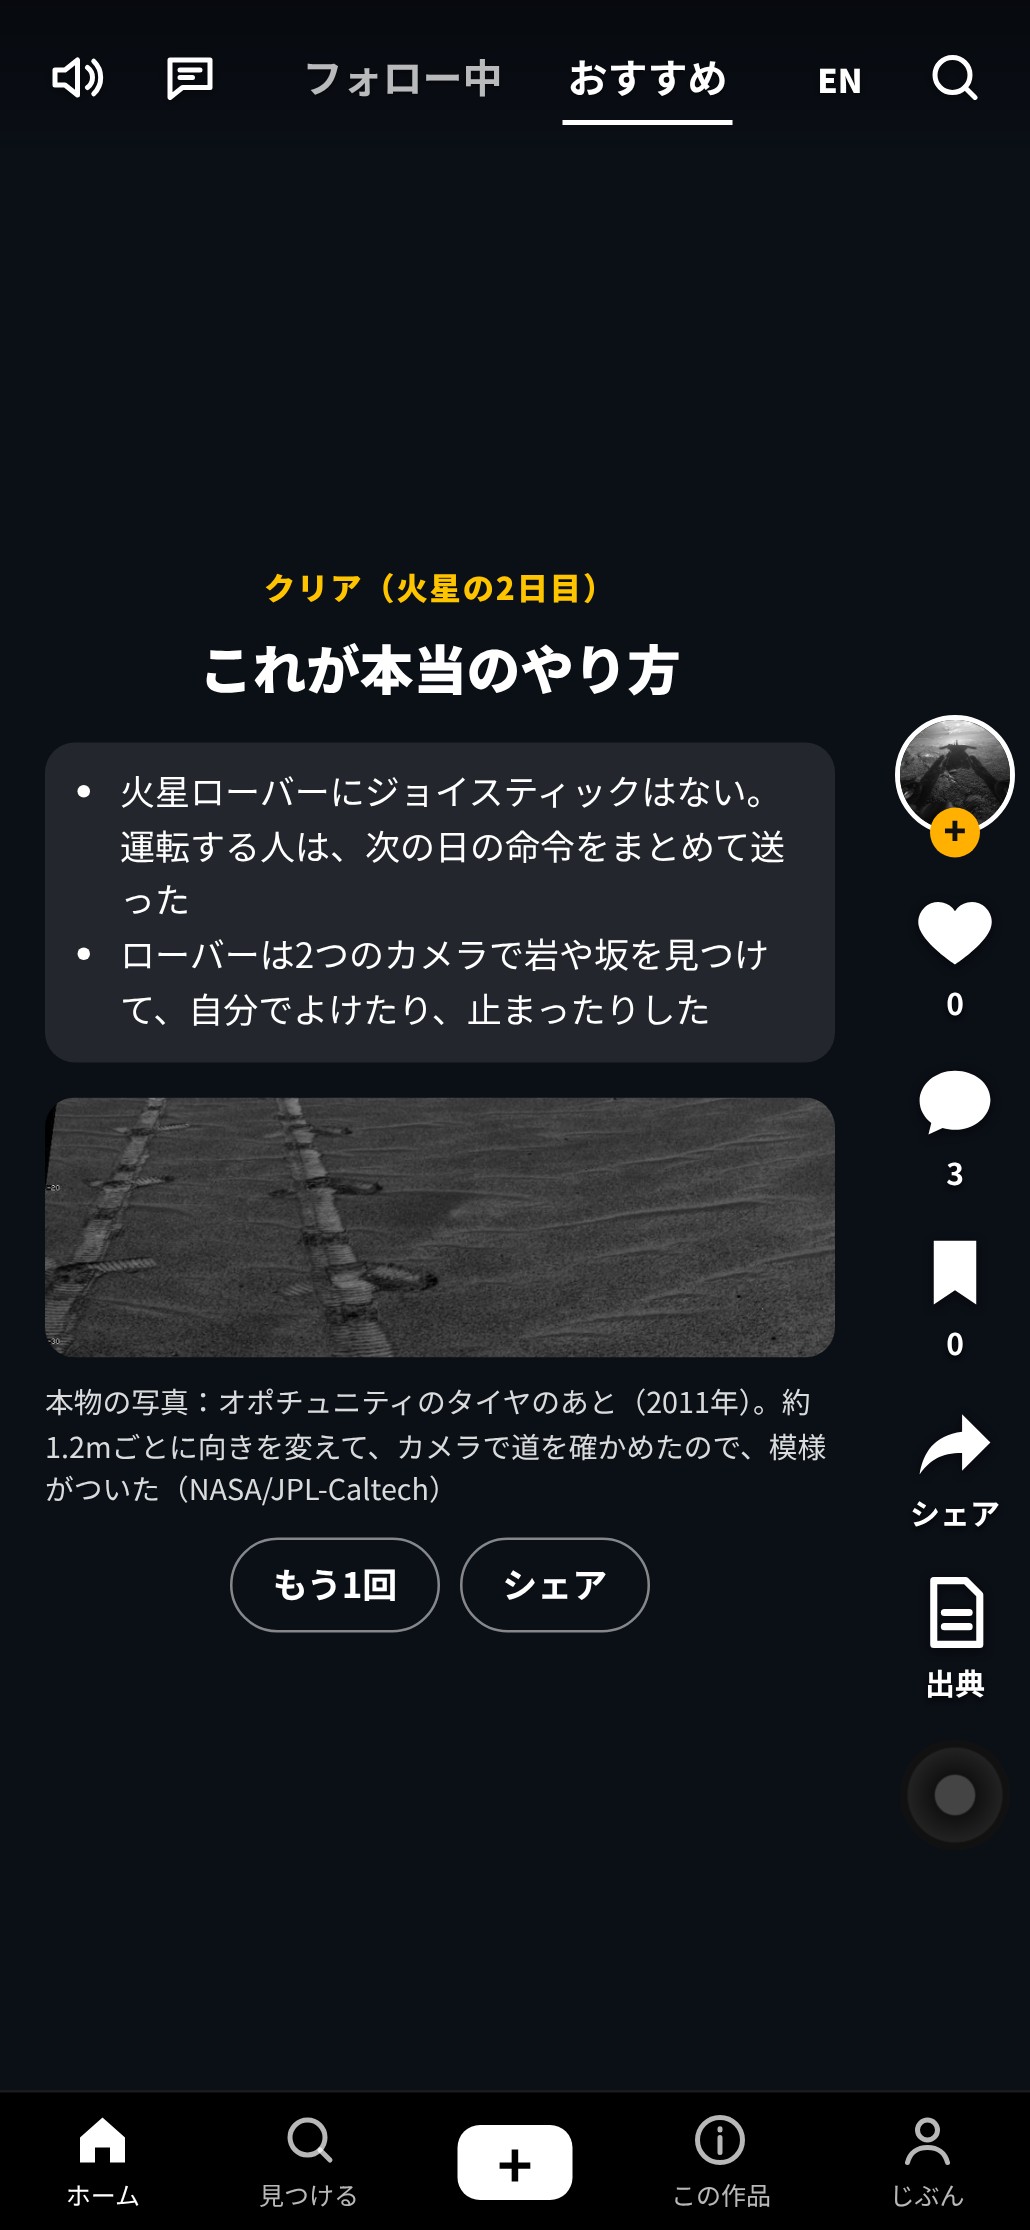 フォロー中
おすすめ
EN
クリア（火星の2日目）
これが本当のやり方
• 火星ローバーにジョイスティックはない。
運転する人は、次の日の命令をまとめて送
った
• ローバーは2つのカメラで岩や坂を見つけ
て、自分でよけたり、止まったりした
-20
-30
本物の写真：オポチュニティのタイヤのあと（2011年）。約
1.2mごとに向きを変えて、カメラで道を確かめたので、模様
がついた（NASA/JPL-Caltech）
もう1回
シェア
0
3
0
シェア
出典
ホーム
見つける
この作品
じぶん